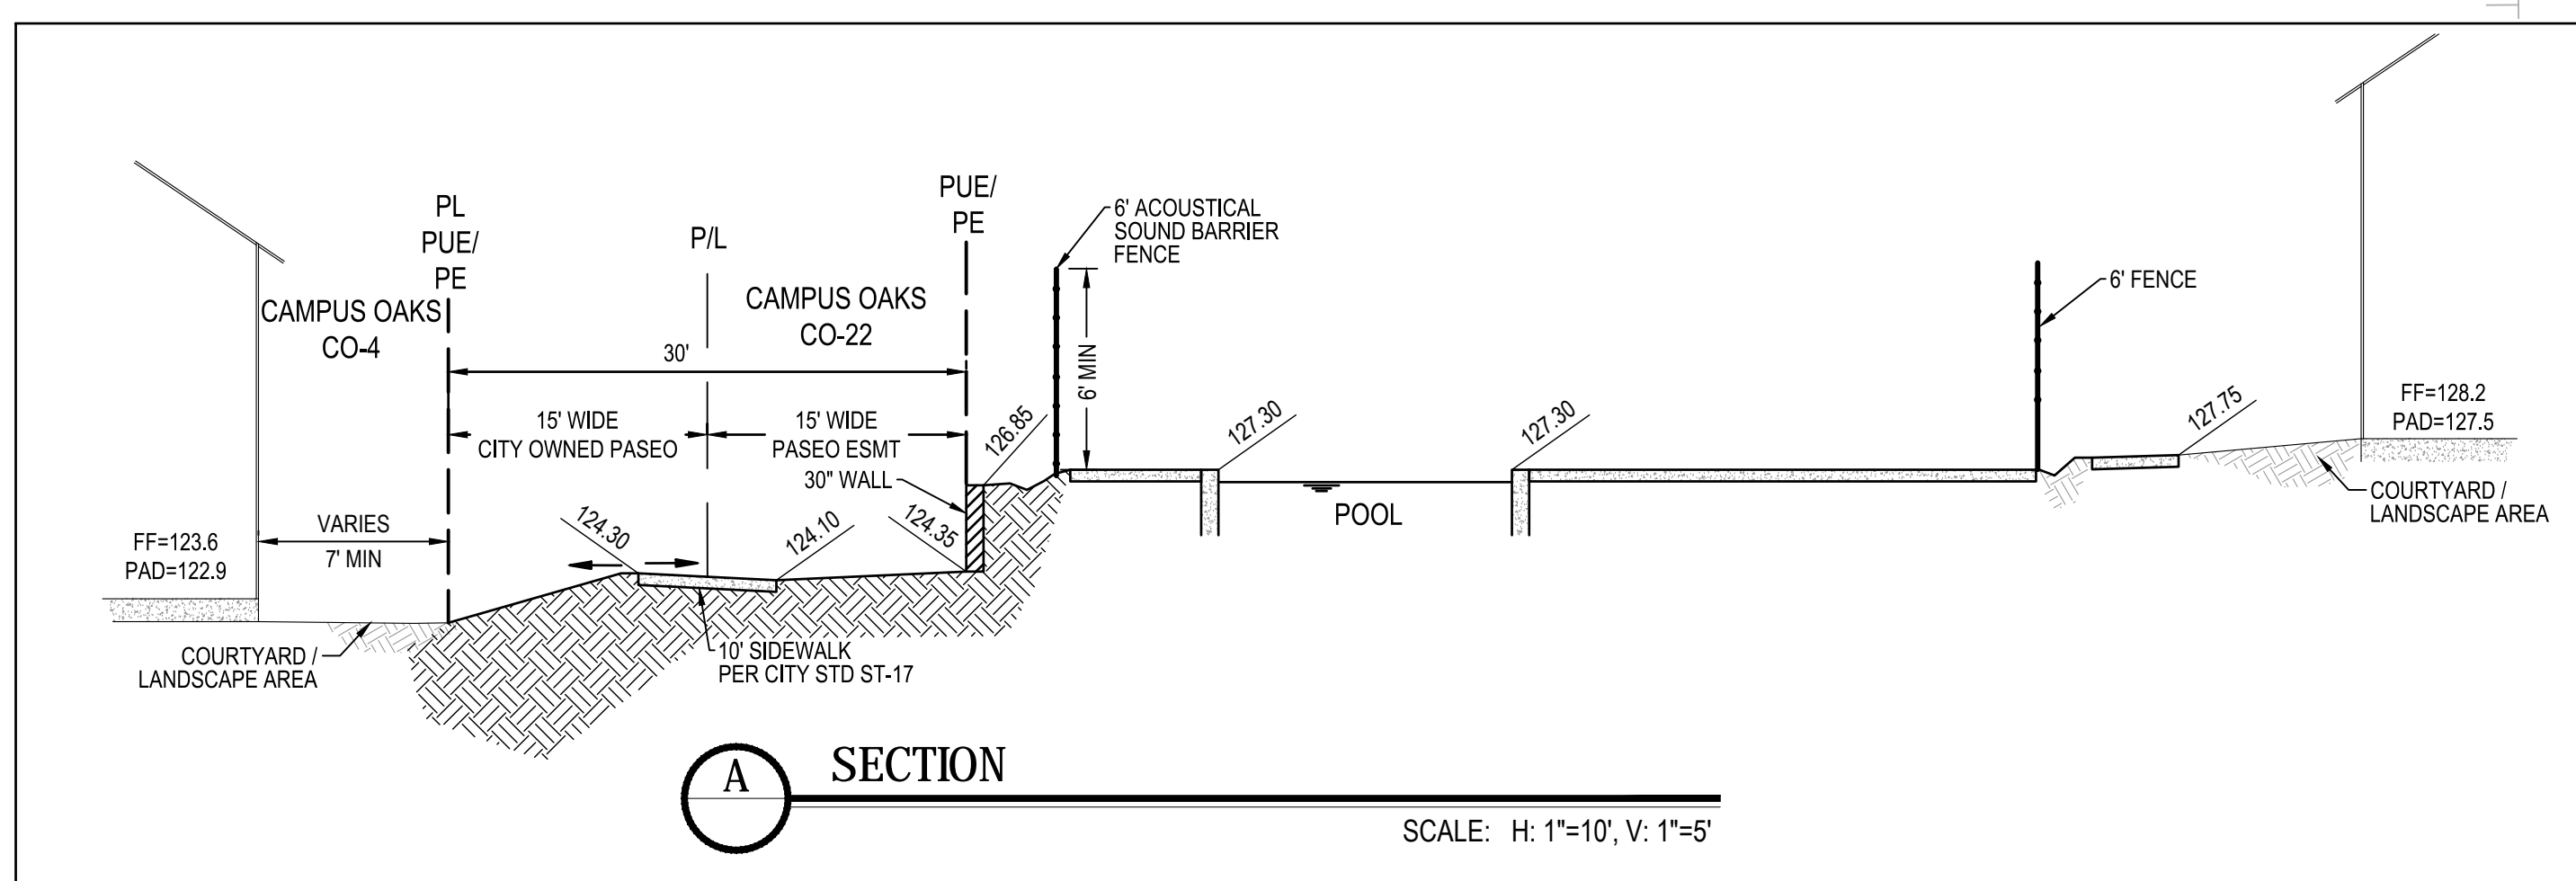 PL
PUE/
PE
P/L
PUE/
PE
6' ACOUSTICAL
SOUND BARRIER
FENCE
CAMPUS OAKS
CO-4
CAMPUS OAKS
CO-22
30'
6' MIN
6' FENCE
15' WIDE
CITY OWNED PASEO
15' WIDE
PASEO ESMT
30" WALL
126.85
127.30
127.30
127.75
FF=128.2
PAD=127.5
VARIES
7' MIN
124.30
124.10
124.35
POOL
COURTYARD /
LANDSCAPE AREA
FF=123.6
PAD=122.9
COURTYARD /
LANDSCAPE AREA
10' SIDEWALK
PER CITY STD ST-17
A
SECTION
SCALE: H: 1"=10', V: 1"=5'